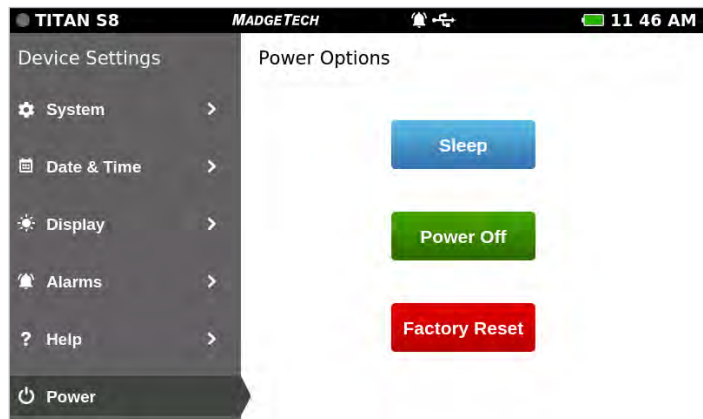 TITAN S8 MADGETECH 11 46 AM
Device Settings
Power Options
System
Date & Time
Display
Alarms
? Help
Power
Sleep
Power Off
Factory Reset